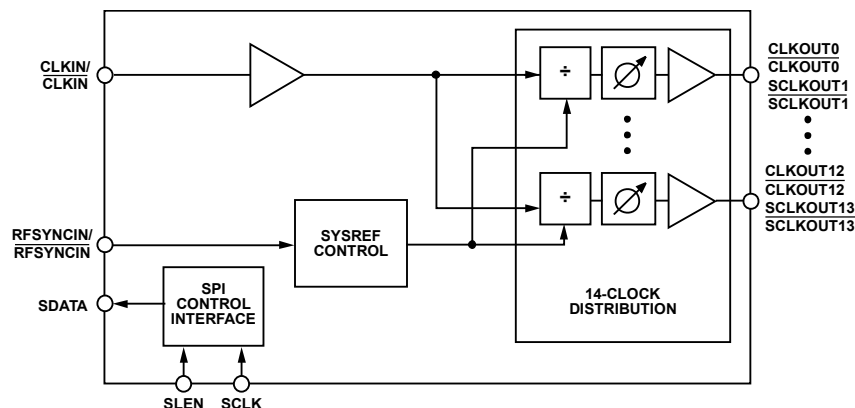 CLKIN/
CLKIN
RFSYNCIN/
RFSYNCIN
SDATA
SLEN
SCLK
SPI
CONTROL
INTERFACE
SYSREF
CONTROL
÷
÷
14-CLOCK
DISTRIBUTION
CLKOUT0
CLKOUT0
SCLKOUT1
SCLKOUT1
CLKOUT12
CLKOUT12
SCLKOUT13
SCLKOUT13